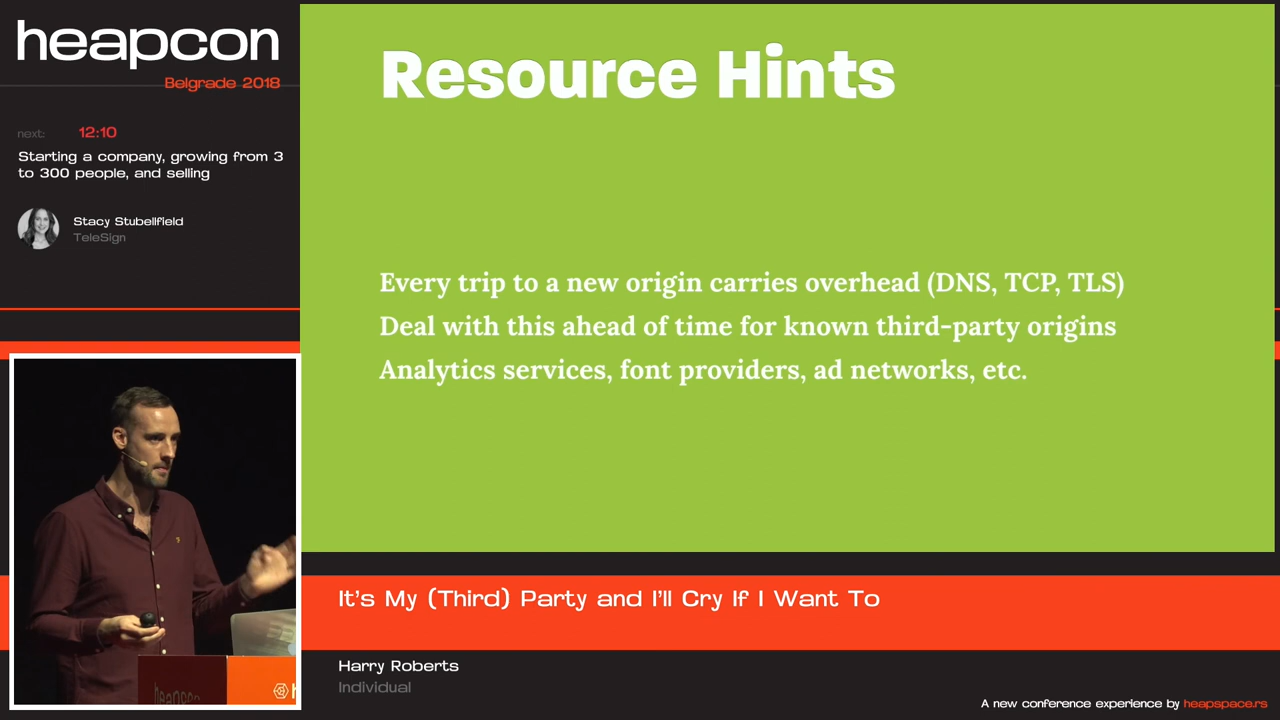 heapcon
Belgrade 2018
next: 12:10
Starting a company, growing from 3
to 300 people, and selling
Stacy Stubellfield
TeleSign
Resource Hints
Every trip to a new origin carries overhead (DNS, TCP, TLS)
Deal with this ahead of time for known third-party origins
Analytics services, font providers, ad networks, etc.
heapcon
h
It's My (Third) Party and I'll Cry If I Want To
Harry Roberts
Individual
A new conference experience by heapspace.rs